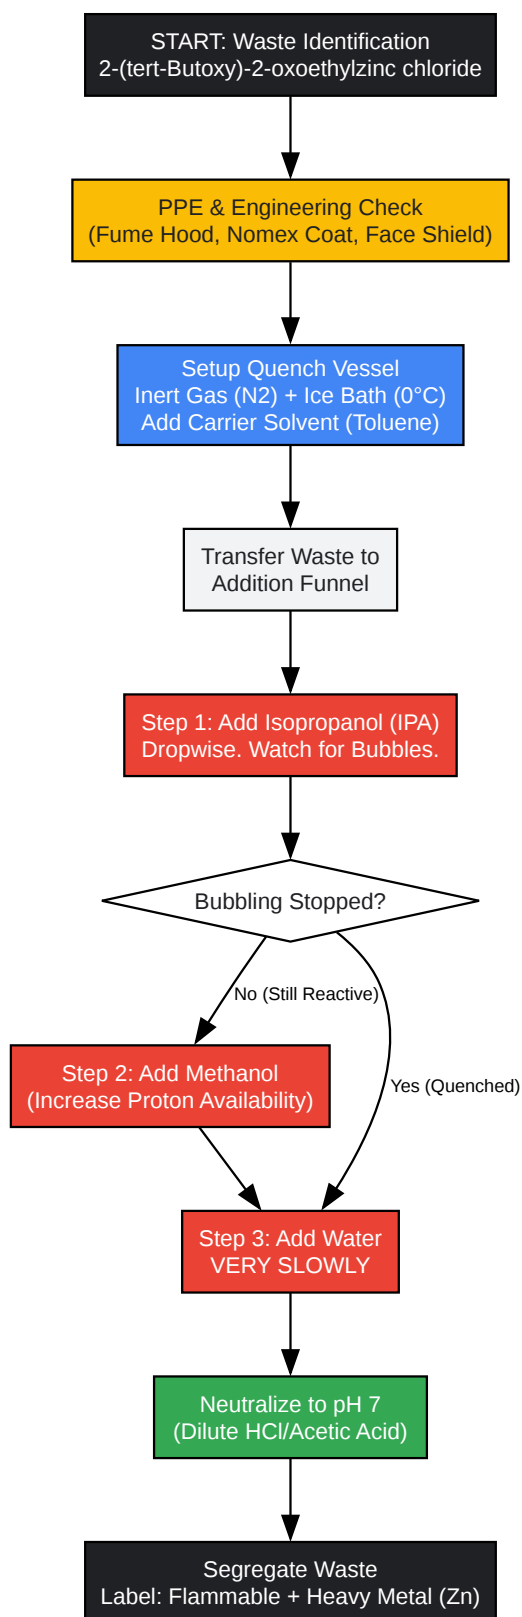 START: Waste Identification
2-(tert-Butoxy)-2-oxoethylzinc chloride
PPE & Engineering Check
(Fume Hood, Nomex Coat, Face Shield)
Setup Quench Vessel
Inert Gas (N2) + Ice Bath (0°C)
Add Carrier Solvent (Toluene)
Transfer Waste to
Addition Funnel
Step 1: Add Isopropanol (IPA)
Dropwise. Watch for Bubbles.
Bubbling Stopped?
No (Still Reactive)
Step 2: Add Methanol
(Increase Proton Availability)
Yes (Quenched)
Step 3: Add Water
VERY SLOWLY
Neutralize to pH 7
(Dilute HCl/Acetic Acid)
Segregate Waste
Label: Flammable + Heavy Metal (Zn)